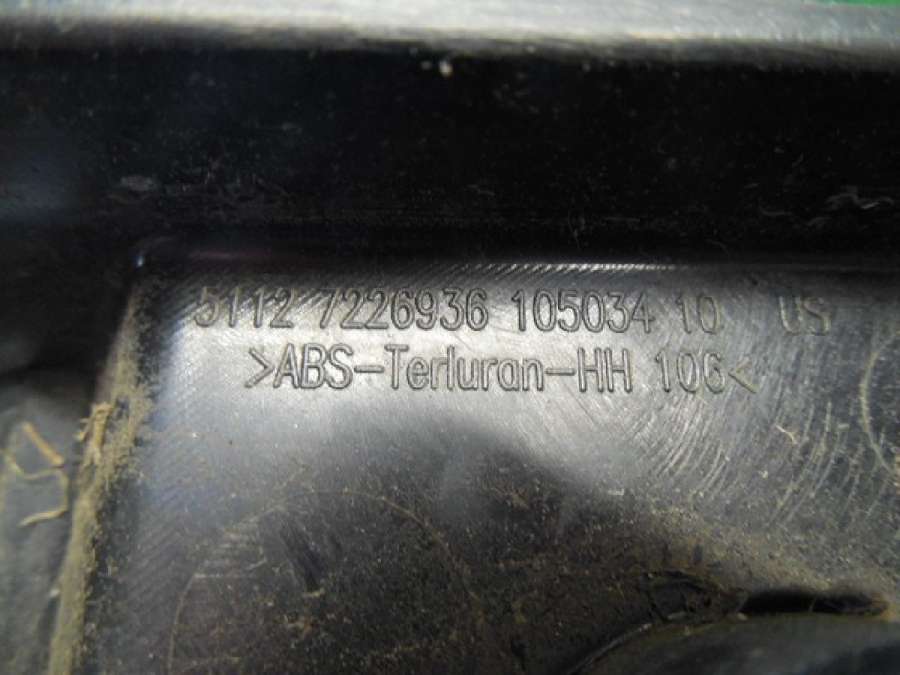 5112 7226936 105034 10 US
>ABS-Terluran-HH 106<